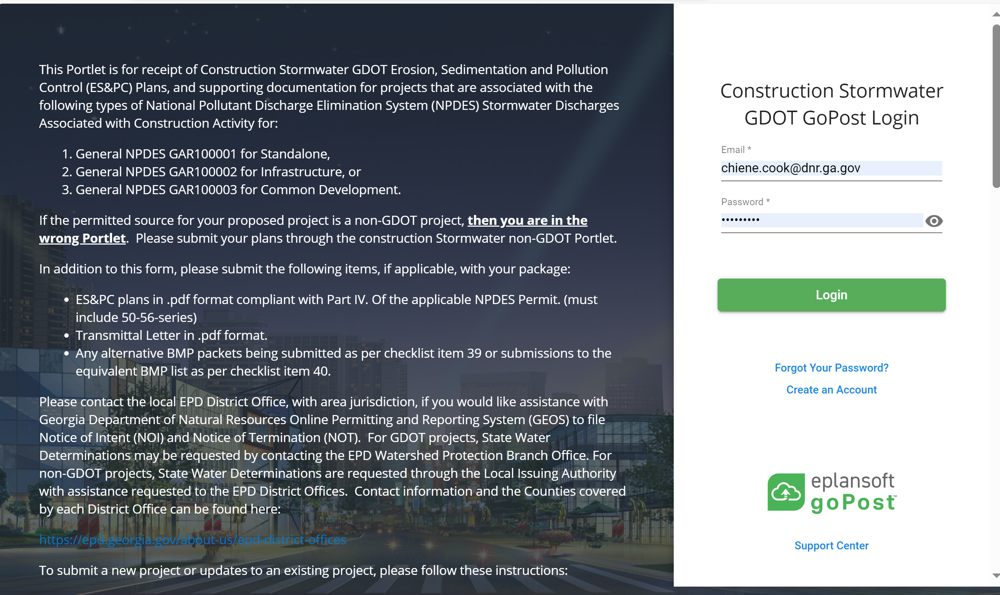 This Portlet is for receipt of Construction Stormwater GDOT Erosion, Sedimentation and Pollution
Control (ES&PC) Plans, and supporting documentation for projects that are associated with the
following types of National Pollutant Discharge Elimination System (NPDES) Stormwater Discharges
Associated with Construction Activity for:
1. General NPDES GAR100001 for Standalone,
2. General NPDES GAR100002 for Infrastructure, or
3. General NPDES GAR100003 for Common Development.
If the permitted source for your proposed project is a non-GDOT project, then you are in the
wrong Portlet.  Please submit your plans through the construction Stormwater non-GDOT Portlet.
In addition to this form, please submit the following items, if applicable, with your package:
• ES&PC plans in .pdf format compliant with Part IV. Of the applicable NPDES Permit. (must
include 50-56-series)
• Transmittal Letter in .pdf format.
• Any alternative BMP packets being submitted as per checklist item 39 or submissions to the
equivalent BMP list as per checklist item 40.
Please contact the local EPD District Office, with area jurisdiction, if you would like assistance with
Georgia Department of Natural Resources Online Permitting and Reporting System (GEOS) to file
Notice of Intent (NOI) and Notice of Termination (NOT).  For GDOT projects, State Water
Determinations may be requested by contacting the EPD Watershed Protection Branch Office. For
non-GDOT projects, State Water Determinations are requested through the Local Issuing Authority
with assistance requested to the EPD District Offices.  Contact information and the Counties covered
by each District Office can be found here:
https://epd.georgia.gov/about-us/epd-district-offices
To submit a new project or updates to an existing project, please follow these instructions:
Construction Stormwater
GDOT GoPost Login
Email *
chiene.cook@dnr.ga.gov
Password *
•••••••••
Login
Forgot Your Password?
Create an Account
eplansoft
goPost™
Support Center